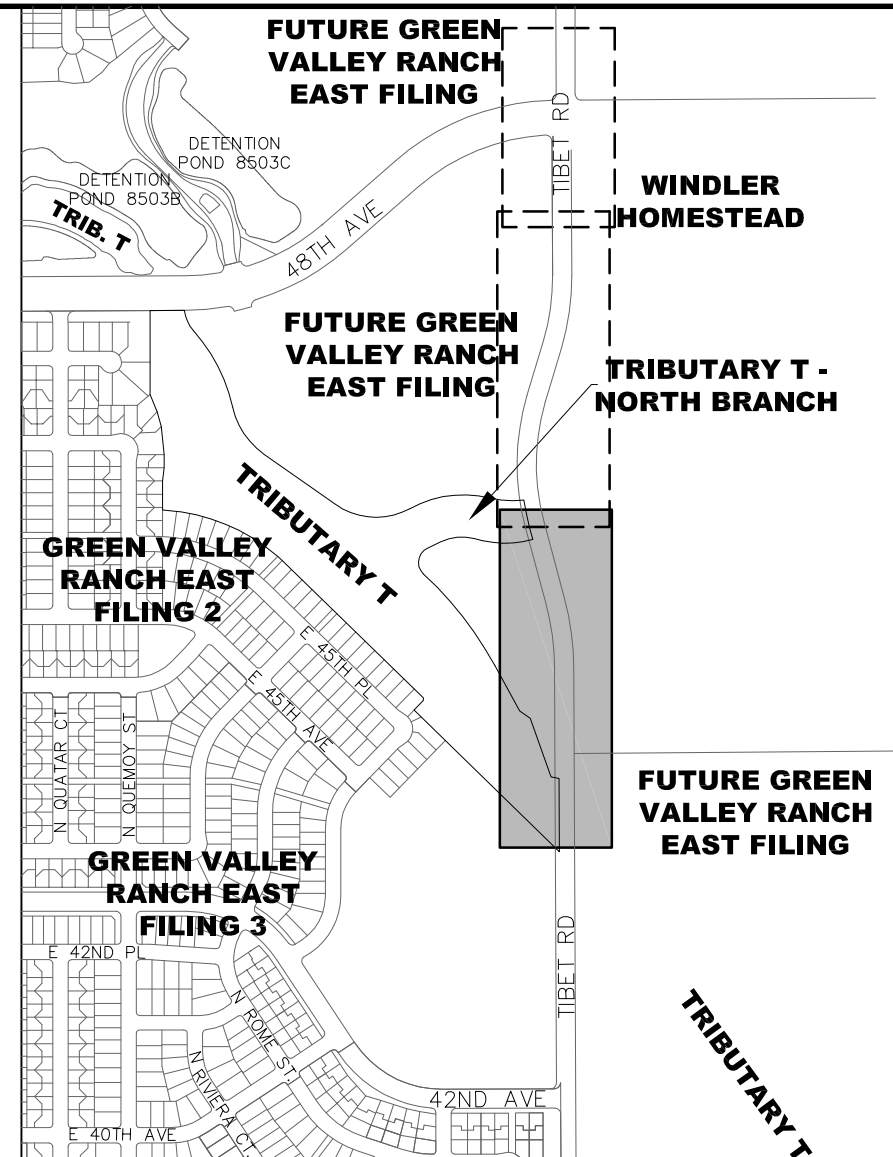 FUTURE GREEN
VALLEY RANCH
EAST FILING
TIBET RD
DETENTION
POND 8503C
DETENTION
POND 8503B
TRIB. T
48TH AVE
WINDLER
HOMESTEAD
FUTURE GREEN
VALLEY RANCH
EAST FILING
TRIBUTARY T -
NORTH BRANCH
TRIBUTARY T
GREEN VALLEY
RANCH EAST
FILING 2
E 45TH PL
E 45TH AVE
N QUATAR CT
N QUEMOY ST
FUTURE GREEN
VALLEY RANCH
EAST FILING
GREEN VALLEY
RANCH EAST
FILING 3
E 42ND PL
N ROME ST.
TIBET RD
TRIBUTARY T
N RIVIERA CT.
42ND AVE
E 40TH AVE